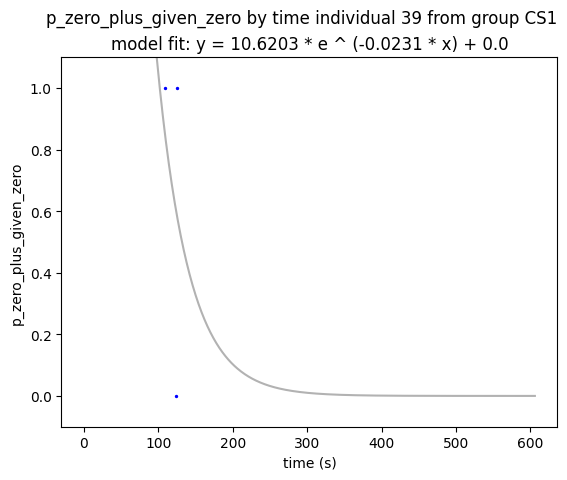 p_zero_plus_given_zero by time individual 39 from group CS1
model fit: y = 10.6203 * e ^ (-0.0231 * x) + 0.0
1.0
0.8
0.6
0.4
0.2
0.0
p_zero_plus_given_zero
0 100 200 300 400 500 600
time (s)